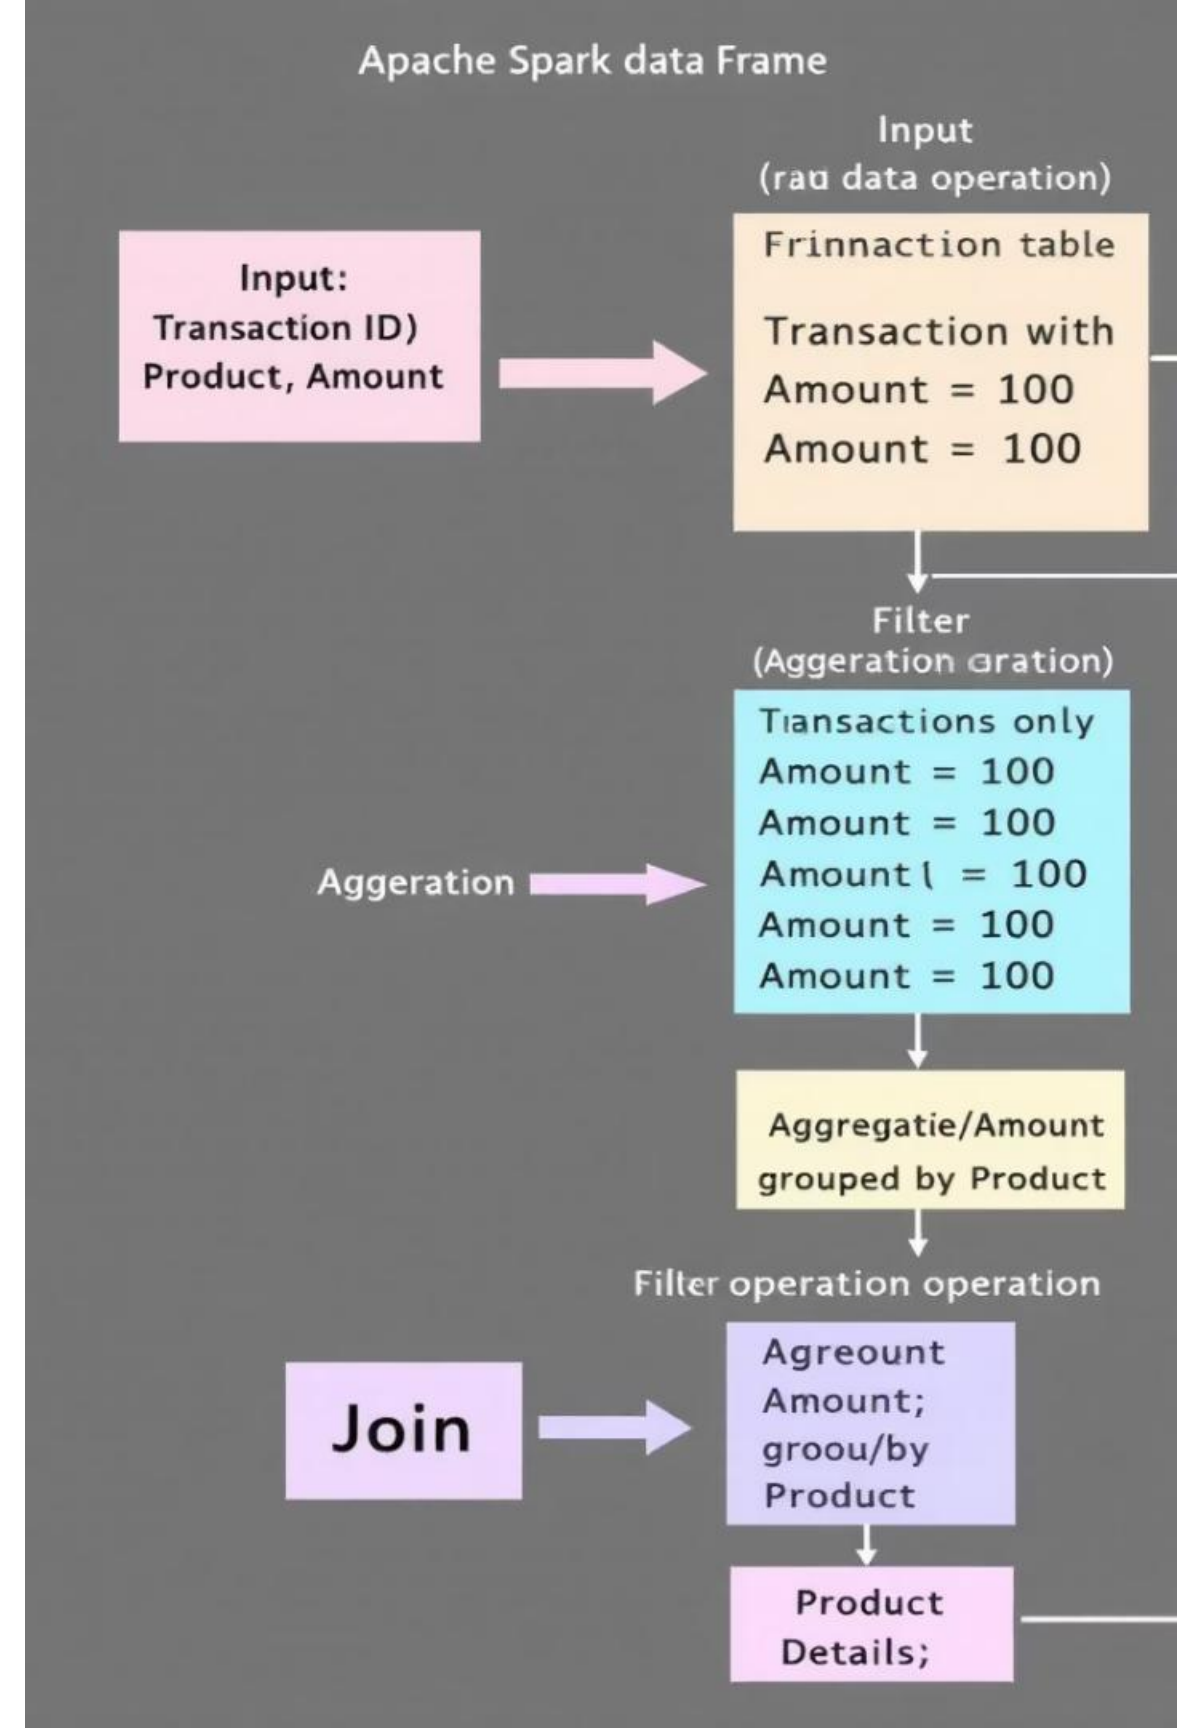 Apache Spark data Frame
Input
(rau data operation)
Input:
Transaction ID)
Product, Amount
Frinnaction table
Transaction with
Amount = 100
Amount = 100
Filter
(Aggeration aration)
Transactions only
Amount = 100
Amount = 100
Amount( = 100
Amount = 100
Amount = 100
Aggeration
Aggregatie/Amount
grouped by Product
Filter operation operation
Join
Agreount
Amount;
groou/by
Product
Product
Details;